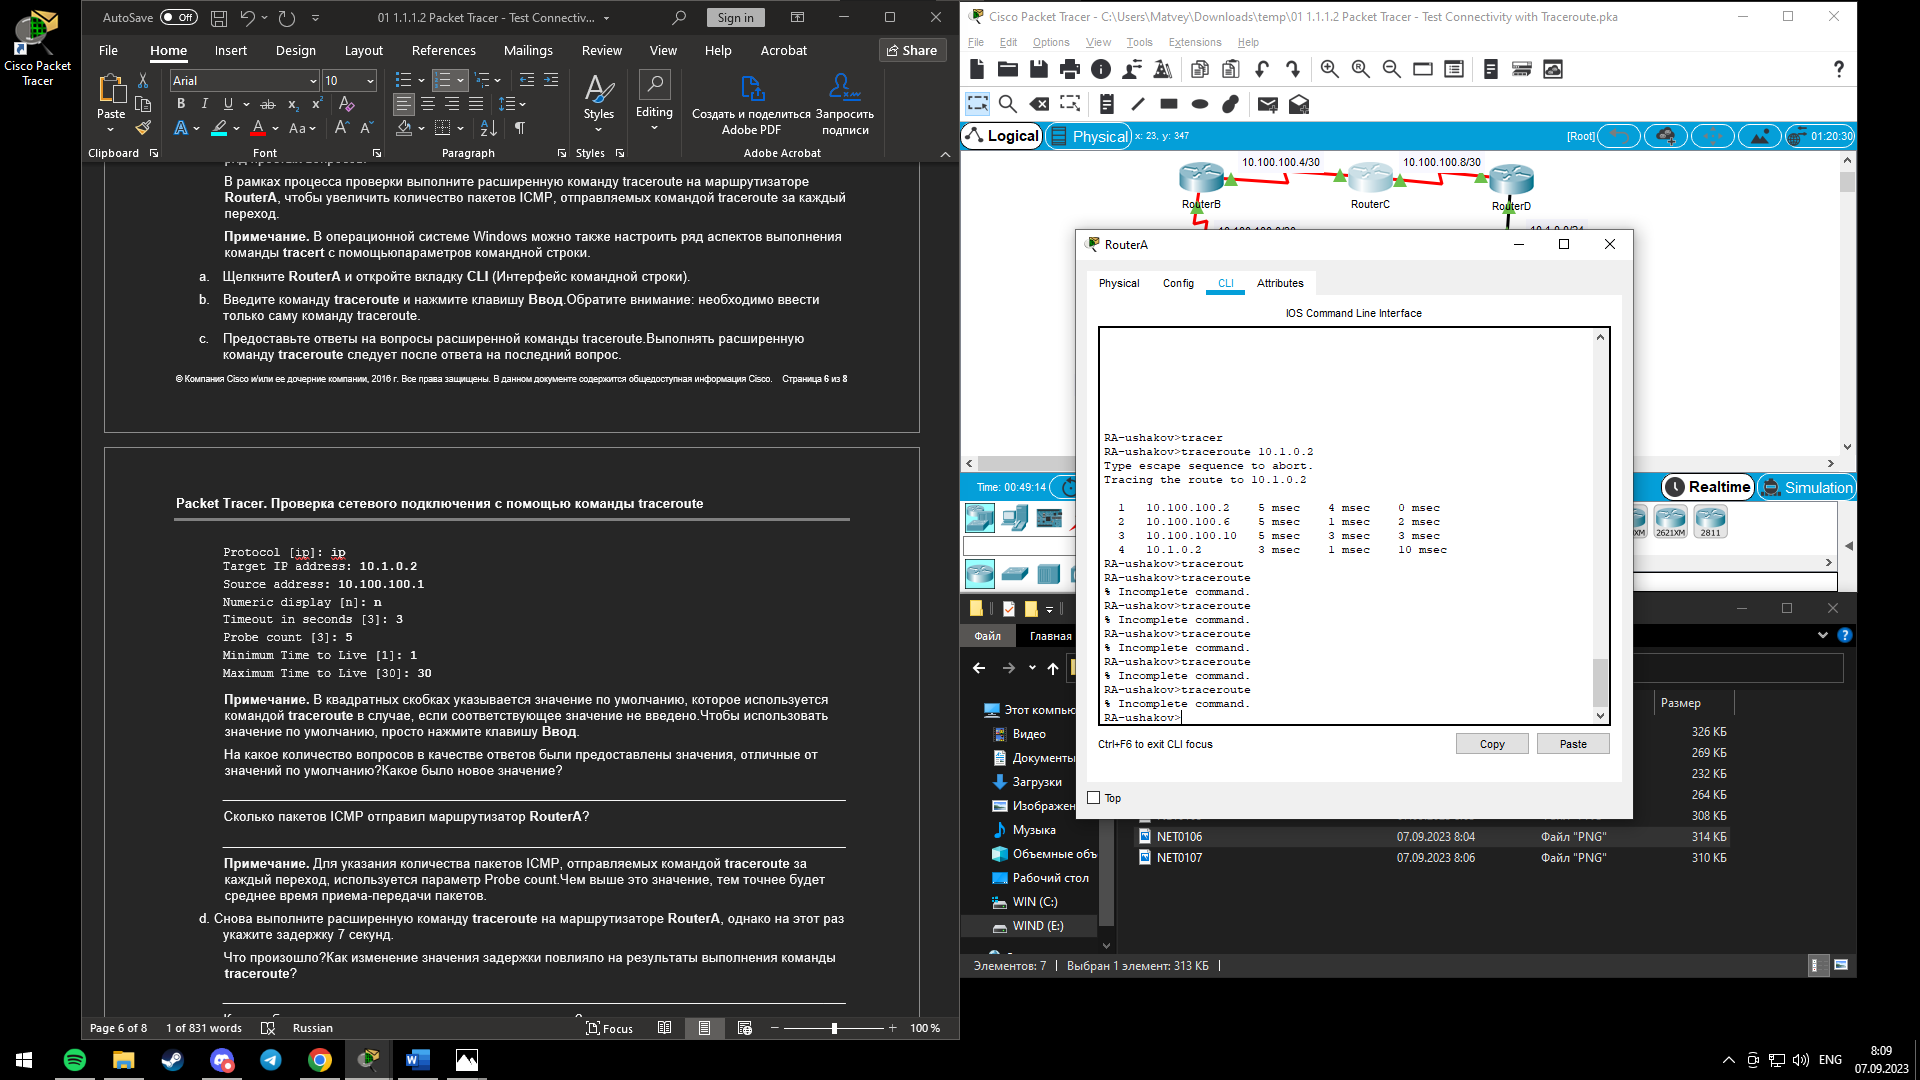 Cisco Packet
Tracer
AutoSave
Off
01 1.1.1.2 Packet Tracer - Test Connectiv...
Sign in
File
Home
Insert
Design
Layout
References
Mailings
Review
View
Help
Acrobat
Share
Arial
10
Paste
Styles
Editing
Создать и поделиться
Adobe PDF
Запросить
подписи
Clipboard
Font
Paragraph
Styles
Adobe Acrobat
В рамках процесса проверки выполните расширенную команду traceroute на маршрутизаторе
RouterA, чтобы увеличить количество пакетов ICMP, отправляемых командой traceroute за каждый
переход.
Примечание. В операционной системе Windows можно также настроить ряд аспектов выполнения
команды tracert с помощьюпараметров командной строки.
a. Щелкните RouterA и откройте вкладку CLI (Интерфейс командной строки).
b. Введите команду traceroute и нажмите клавишу Ввод.Обратите внимание: необходимо ввести
только саму команду traceroute.
c. Предоставьте ответы на вопросы расширенной команды traceroute.Выполнять расширенную
команду traceroute следует после ответа на последний вопрос.
© Компания Cisco и/или ее дочерние компании, 2016 г. Все права защищены. В данном документе содержится общедоступная информация Cisco. Страница 6 из 8
Packet Tracer. Проверка сетевого подключения с помощью команды traceroute
Protocol [ip]: ip
Target IP address: 10.1.0.2
Source address: 10.100.100.1
Numeric display [n]: n
Timeout in seconds [3]: 3
Probe count [3]: 5
Minimum Time to Live [1]: 1
Maximum Time to Live [30]: 30
Примечание. В квадратных скобках указывается значение по умолчанию, которое используется
командой traceroute в случае, если соответствующее значение не введено.Чтобы использовать
значение по умолчанию, просто нажмите клавишу Ввод.
На какое количество вопросов в качестве ответов были предоставлены значения, отличные от
значений по умолчанию?Какое было новое значение?
Сколько пакетов ICMP отправил маршрутизатор RouterA?
Примечание. Для указания количества пакетов ICMP, отправляемых командой traceroute за
каждый переход, используется параметр Probe count.Чем выше это значение, тем точнее будет
среднее время приема-передачи пакетов.
d. Снова выполните расширенную команду traceroute на маршрутизаторе RouterA, однако на этот раз
укажите задержку 7 секунд.
Что произошло?Как изменение значения задержки повлияло на результаты выполнения команды
traceroute?
Page 6 of 8
1 of 831 words
Russian
Focus
100 %
Cisco Packet Tracer - C:\Users\Matvey\Downloads\temp\01 1.1.1.2 Packet Tracer - Test Connectivity with Traceroute.pka
File
Edit
Options
View
Tools
Extensions
Help
Logical
Physical
x: 23, y: 347
[Root]
01:20:30
10.100.100.4/30
10.100.100.8/30
RouterB
RouterC
RouterD
RouterA
Physical
Config
CLI
Attributes
IOS Command Line Interface
RA-ushakov>tracer
RA-ushakov>traceroute 10.1.0.2
Type escape sequence to abort.
Tracing the route to 10.1.0.2
1 10.100.100.2 5 msec 4 msec 0 msec
2 10.100.100.6 5 msec 1 msec 2 msec
3 10.100.100.10 5 msec 3 msec 3 msec
4 10.1.0.2 3 msec 1 msec 10 msec
RA-ushakov>tracerout
RA-ushakov>traceroute
% Incomplete command.
RA-ushakov>traceroute
% Incomplete command.
RA-ushakov>traceroute
% Incomplete command.
RA-ushakov>traceroute
% Incomplete command.
RA-ushakov>traceroute
% Incomplete command.
RA-ushakov>
Ctrl+F6 to exit CLI focus
Copy
Paste
Top
Time: 00:49:14
Realtime
Simulation
2621XM
2811
Файл
Главная
Этот компью
Видео
Документы
Загрузки
Изображен
Музыка
Объемные объ
Рабочий стол
WIN (C:)
WIND (E:)
Размер
326 КБ
269 КБ
232 КБ
264 КБ
308 КБ
NET0106 07.09.2023 8:04 Файл "PNG" 314 КБ
NET0107 07.09.2023 8:06 Файл "PNG" 310 КБ
Элементов: 7
Выбран 1 элемент: 313 КБ
ENG
8:09
07.09.2023